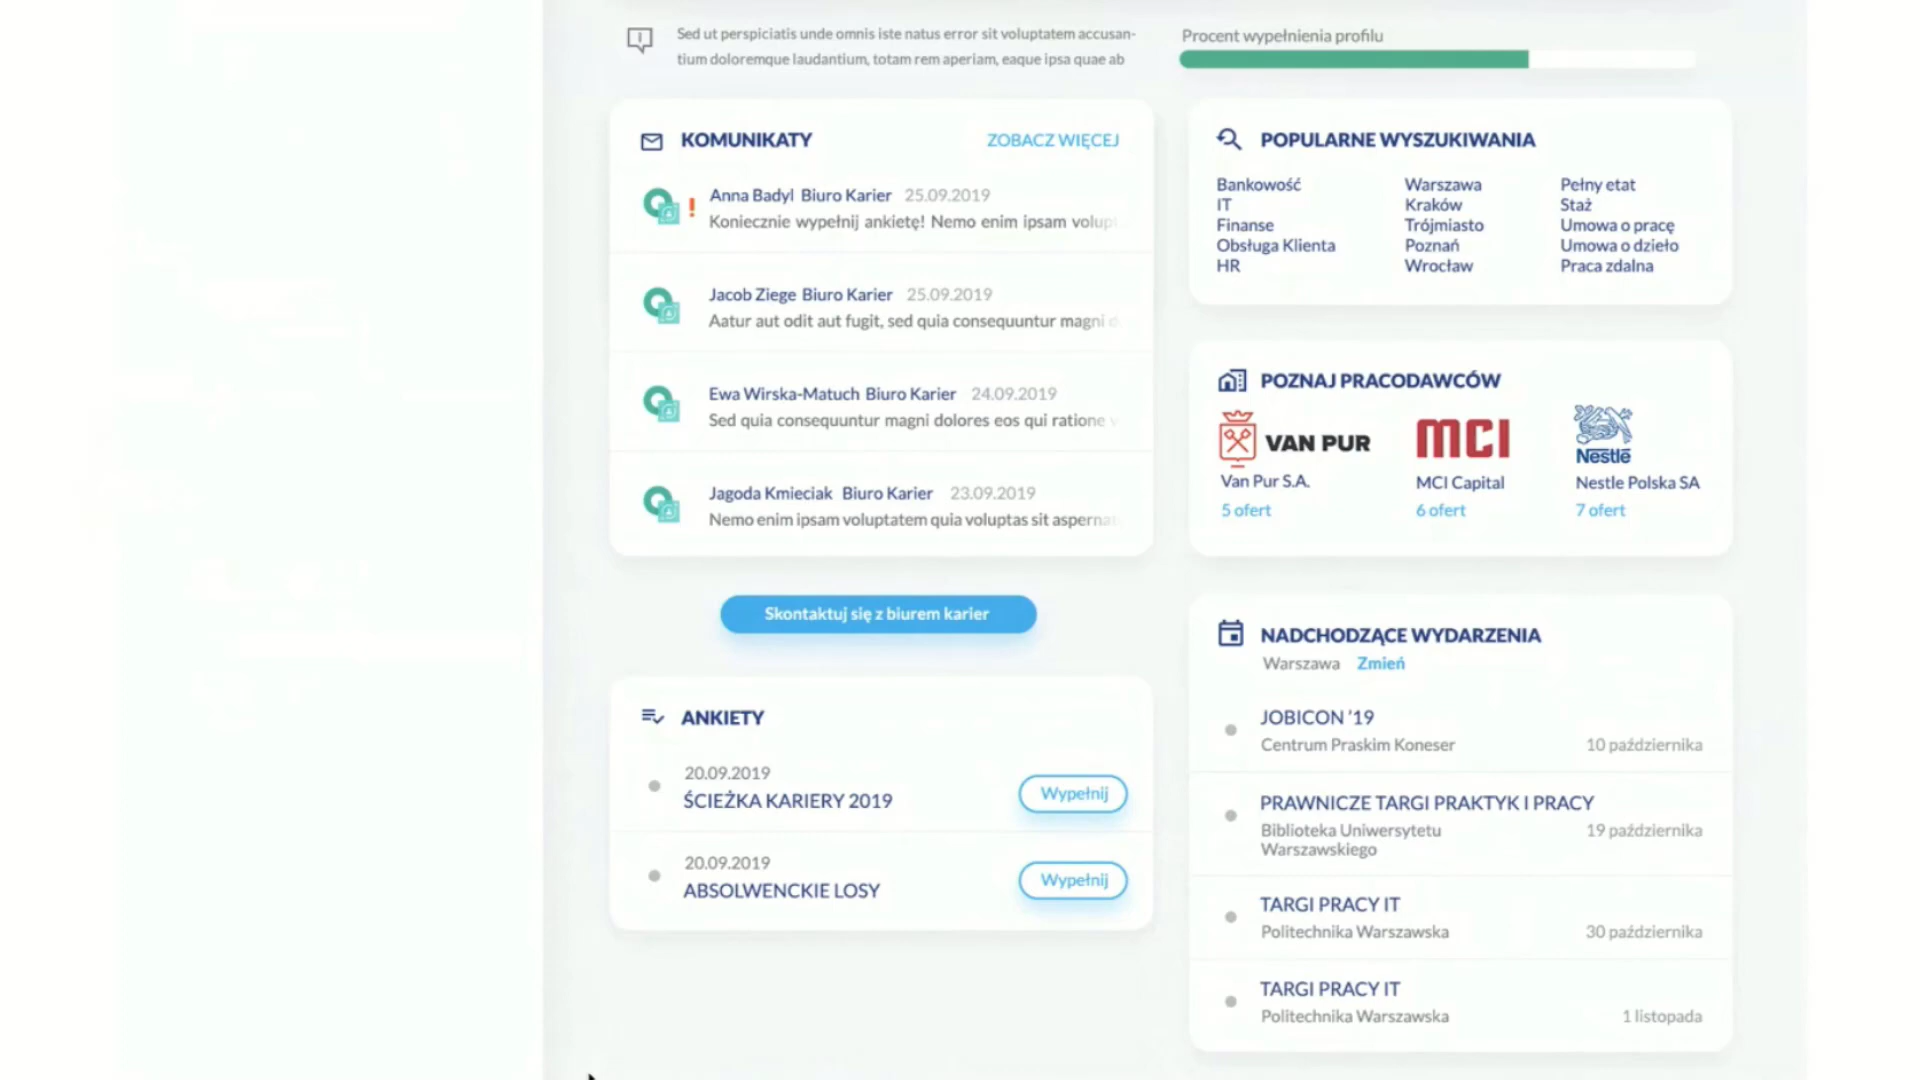 Sed ut perspiciatis unde omnis iste natus error sit voluptatem accusan-
tium doloremque laudantium, totam rem aperiam, eaque ipsa quae ab
Procent wypełnienia profilu
KOMUNIKATY
ZOBACZ WIĘCEJ
Anna Badyl Biuro Karier 25.09.2019
Koniecznie wypełnij ankietę! Nemo enim ipsam volup
Jacob Ziege Biuro Karier 25.09.2019
Aatur aut odit aut fugit, sed quia consequuntur magni d
Ewa Wirska-Matuch Biuro Karier 24.09.2019
Sed quia consequuntur magni dolores eos qui ratione v
Jagoda Kmieciak Biuro Karier 23.09.2019
Nemo enim ipsam voluptatem quia voluptas sit asperna
Skontaktuj się z biurem karier
ANKIETY
20.09.2019
ŚCIEŻKA KARIERY 2019
Wypełnij
20.09.2019
ABSOLWENCKIE LOSY
Wypełnij
POPULARNE WYSZUKIWANIA
Bankowość
IT
Finanse
Obsługa Klienta
HR
Warszawa
Kraków
Trójmiasto
Poznań
Wrocław
Pełny etat
Staż
Umowa o pracę
Umowa o dzieło
Praca zdalna
POZNAJ PRACODAWCÓW
VAN PUR
Van Pur S.A.
5 ofert
MCI
MCI Capital
6 ofert
Nestlé
Nestle Polska SA
7 ofert
NADCHODZĄCE WYDARZENIA
Warszawa Zmień
JOBICON '19
Centrum Praskim Koneser
10 października
PRAWNICZE TARGI PRAKTYK I PRACY
Biblioteka Uniwersytetu
Warszawskiego
19 października
TARGI PRACY IT
Politechnika Warszawska
30 października
TARGI PRACY IT
Politechnika Warszawska
1 listopada